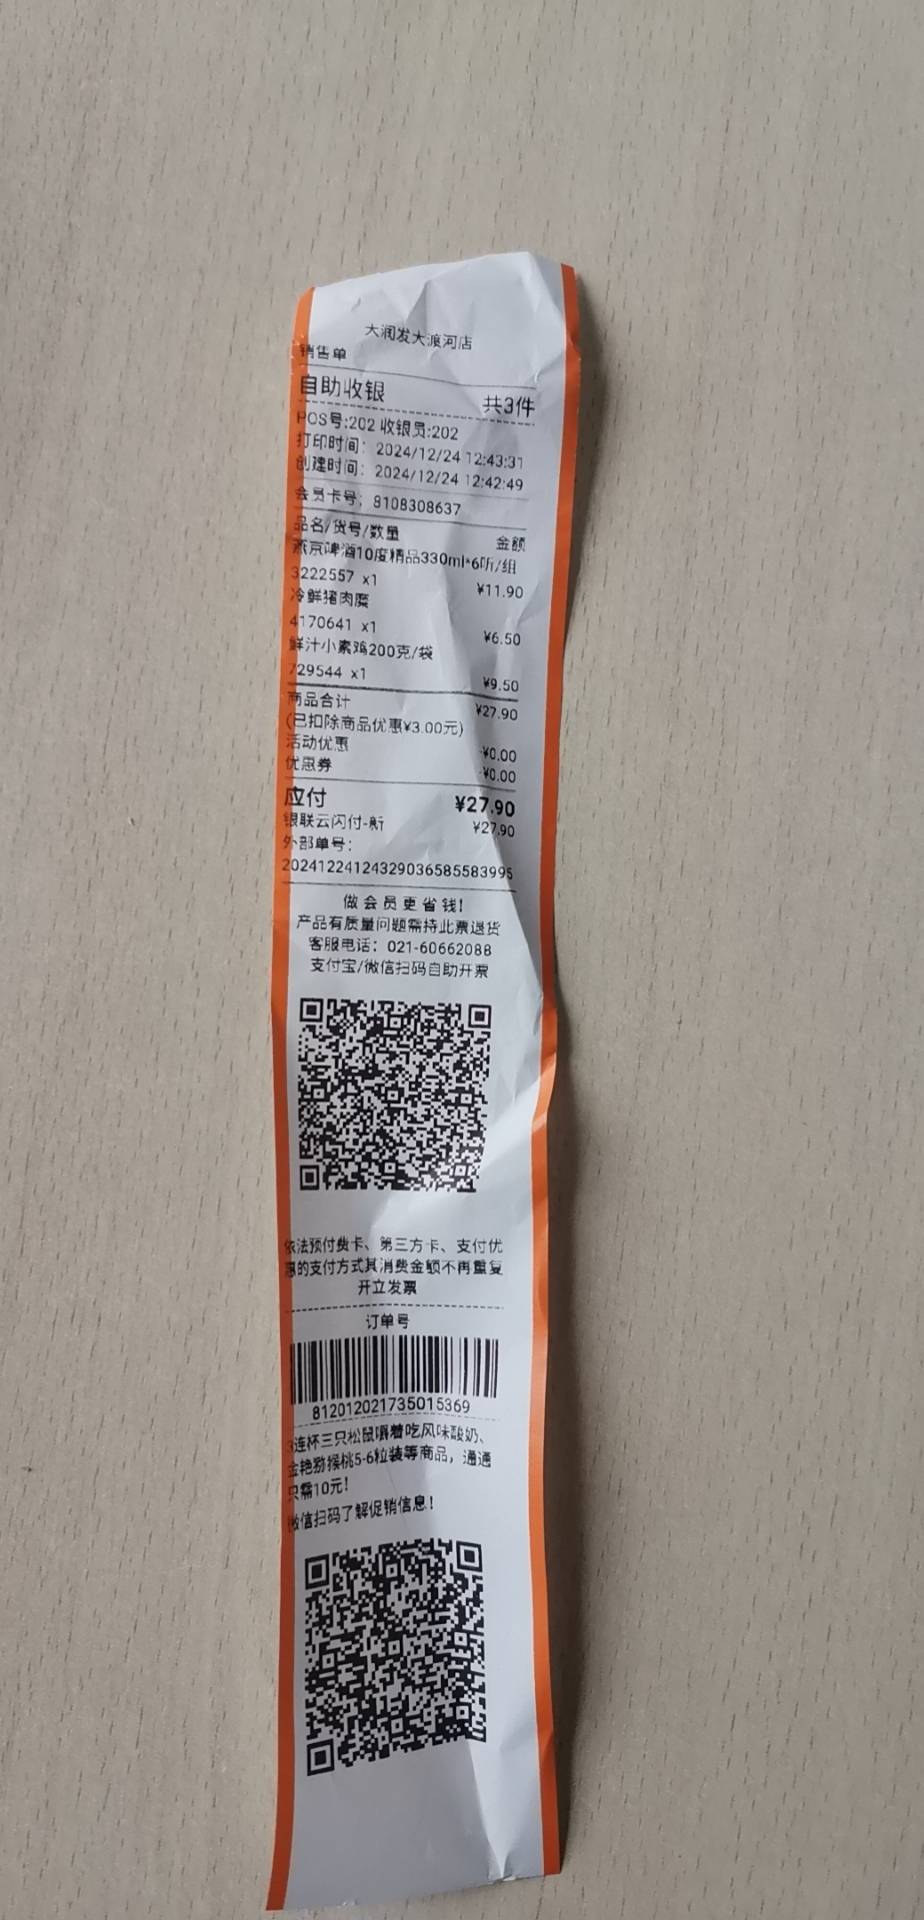 大润发大渡河店
销售单
自助收银 共3件
POS号:202 收银员:202
打印时间: 2024/12/24 12:43:31
创建时间: 2024/12/24 12:42:49
会员卡号: 8108308637
品名/货号/数量 金额
燕京啤酒10度精品330ml*6听/组
3222557 x1 ¥11.90
冷鲜猪肉糜
4170641 x1 ¥6.50
鲜汁小素鸡200克/袋
729544 x1 ¥9.50
商品合计 ¥27.90
(已扣除商品优惠¥3.00元)
活动优惠 -¥0.00
优惠券 -¥0.00
应付 ¥27.90
银联云闪付-新 ¥27.90
外部单号:
20241224124329036585583995
做会员更省钱!
产品有质量问题需持此票退货
客服电话: 021-60662088
支付宝/微信扫码自助开票
依法预付费卡、第三方卡、支付优
惠的支付方式其消费金额不再重复
开立发票
订单号
812012021735015369
3连杯三只松鼠嚼着吃风味酸奶、
金艳猕猴桃5-6粒装等商品，通通
只需10元!
微信扫码了解促销信息!